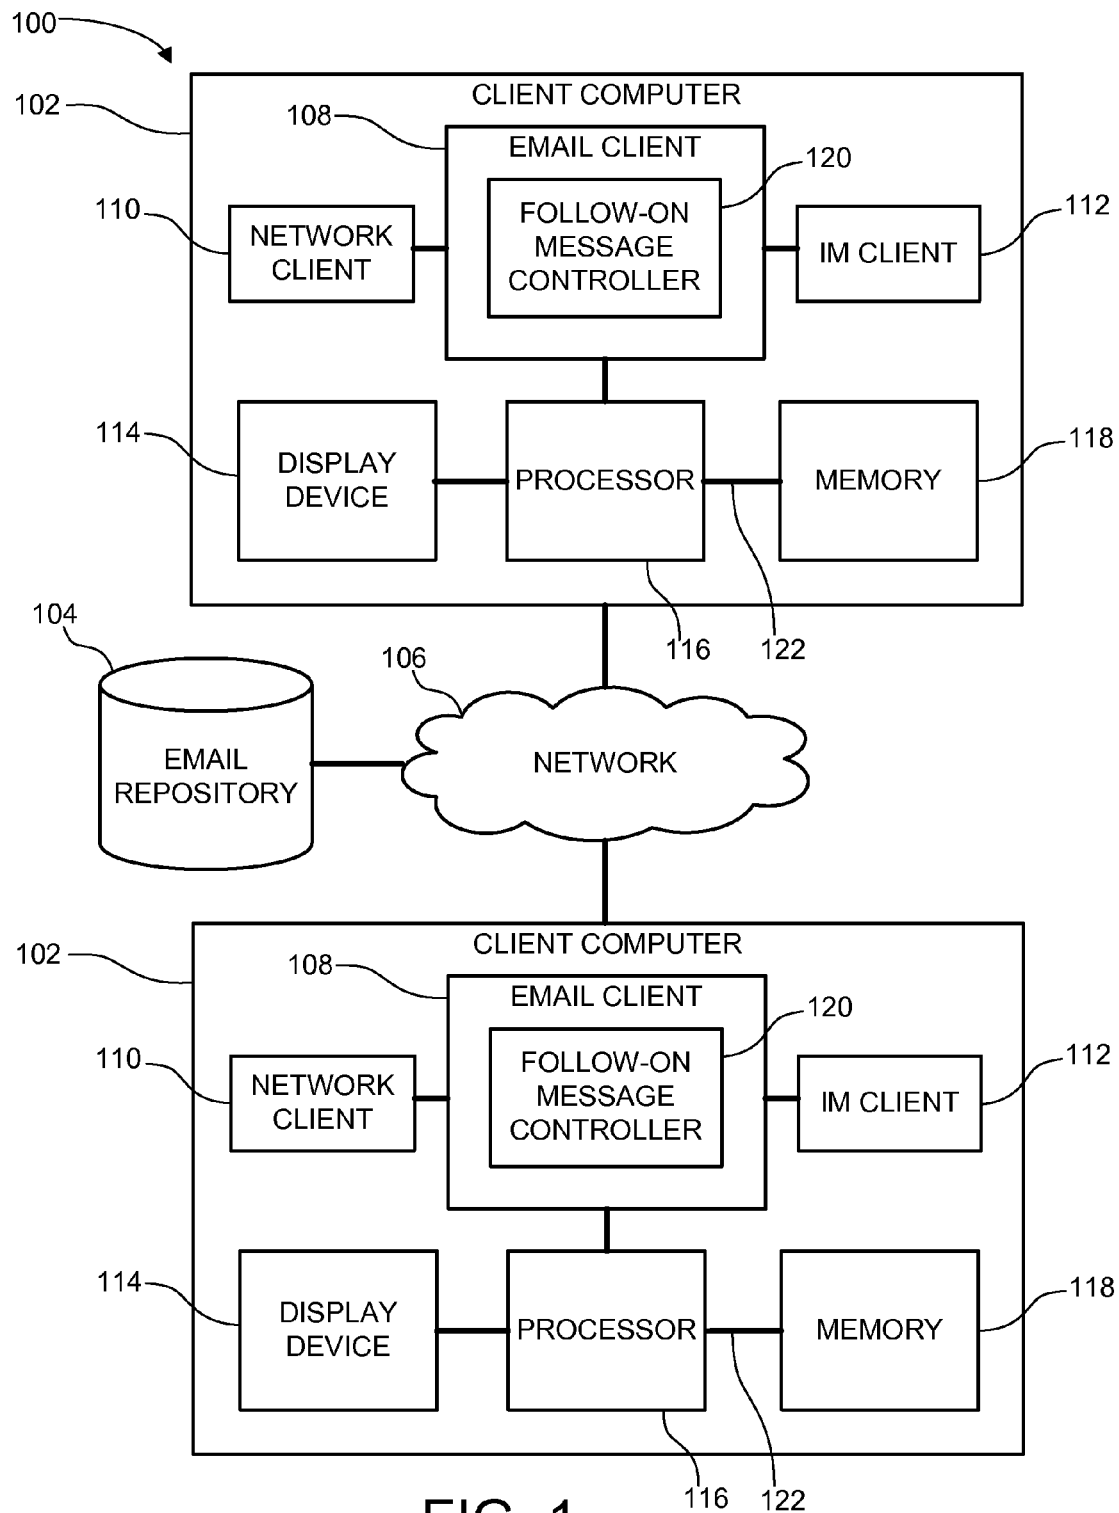 100
CLIENT COMPUTER
102
108
EMAIL CLIENT
120
110
NETWORK
CLIENT
FOLLOW-ON
MESSAGE
CONTROLLER
112
IM CLIENT
114
DISPLAY
DEVICE
PROCESSOR
MEMORY
118
104
116
122
106
EMAIL
REPOSITORY
NETWORK
CLIENT COMPUTER
102
108
EMAIL CLIENT
120
110
NETWORK
CLIENT
FOLLOW-ON
MESSAGE
CONTROLLER
112
IM CLIENT
114
DISPLAY
DEVICE
PROCESSOR
MEMORY
118
116
122
FIG. 1